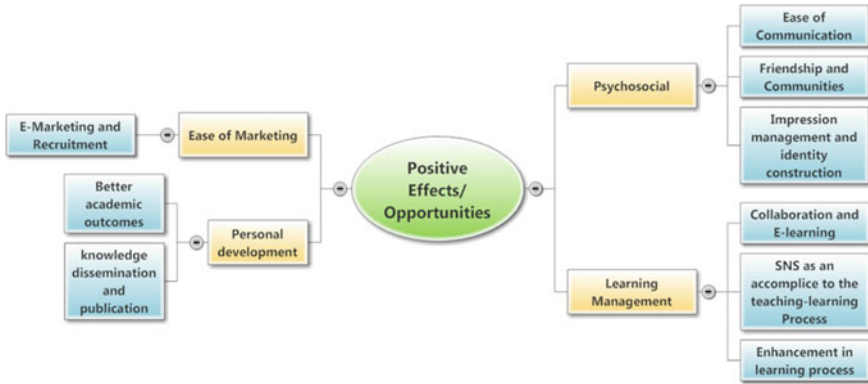 Positive
Effects/
Opportunities
Ease of Marketing
E-Marketing and
Recruitment
Personal
development
Better
academic
outcomes
knowledge
dissemination
and
publication
Psychosocial
Ease of
Communication
Friendship and
Communities
Impression
management and
identity
construction
Learning
Management
Collaboration and
E-learning
SNS as an
accomplice to the
teaching-learning
Process
Enhancement in
learning process